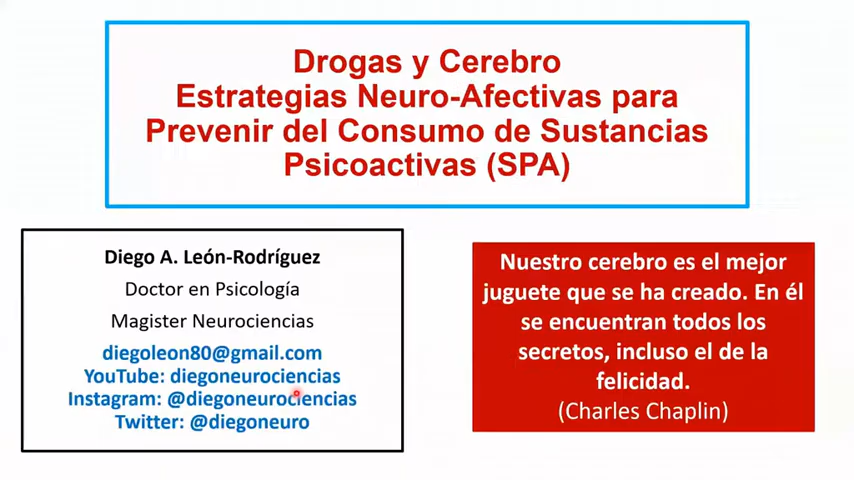 Drogas y Cerebro
Estrategias Neuro-Afectivas para
Prevenir del Consumo de Sustancias
Psicoactivas (SPA)
Diego A. León-Rodríguez
Doctor en Psicología
Magister Neurociencias
diegoleon80@gmail.com
YouTube: diegoneurociencias
Instagram: @diegoneurociencias
Twitter: @diegoneuro
Nuestro cerebro es el mejor
juguete que se ha creado. En él
se encuentran todos los
secretos, incluso el de la
felicidad.
(Charles Chaplin)